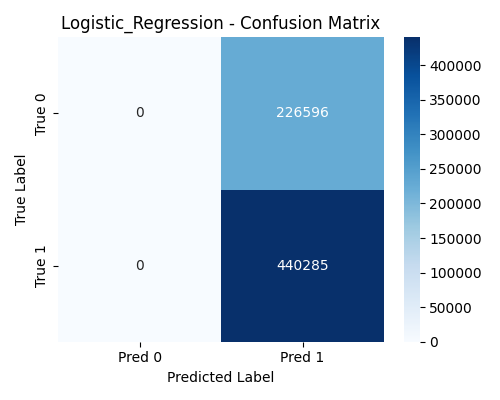 Logistic_Regression - Confusion Matrix
True Label
True 0
0
226596
True 1
0
440285
Pred 0
Pred 1
Predicted Label
400000
350000
300000
250000
200000
150000
100000
50000
0